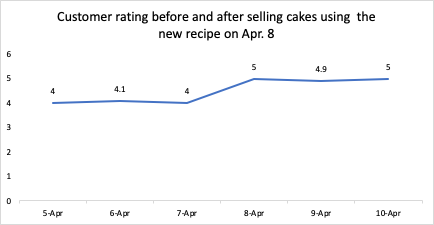 Customer rating before and after selling cakes using  the
new recipe on Apr. 8
6
5
4
3
2
1
0
4
4.1
4
5
4.9
5
5-Apr
6-Apr
7-Apr
8-Apr
9-Apr
10-Apr